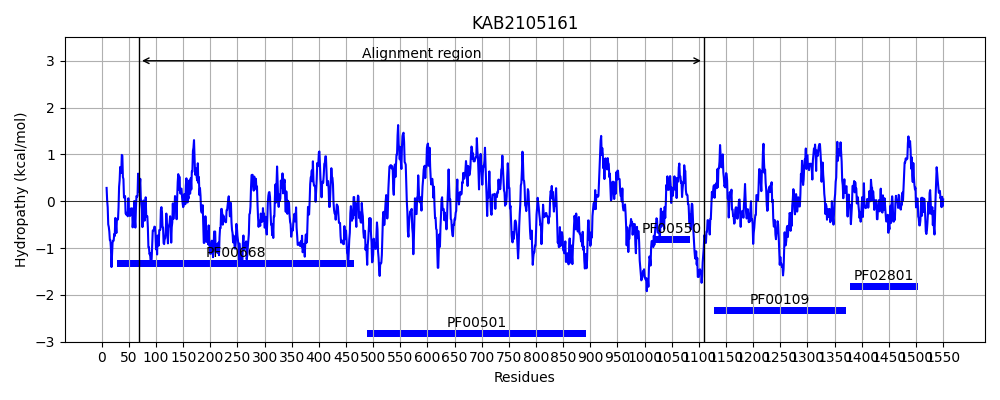 KAB2105161
Alignment region
3
2
1
0
−1
−2
−3
Hydropathy (kcal/mol)
PF00550
PF00668
PF02801
PF00109
PF00501
0 50 100 150 200 250 300 350 400 450 500 550 600 650 700 750 800 850 900 950 1000 1050 1100 1150 1200 1250 1300 1350 1400 1450 1500 1550
Residues